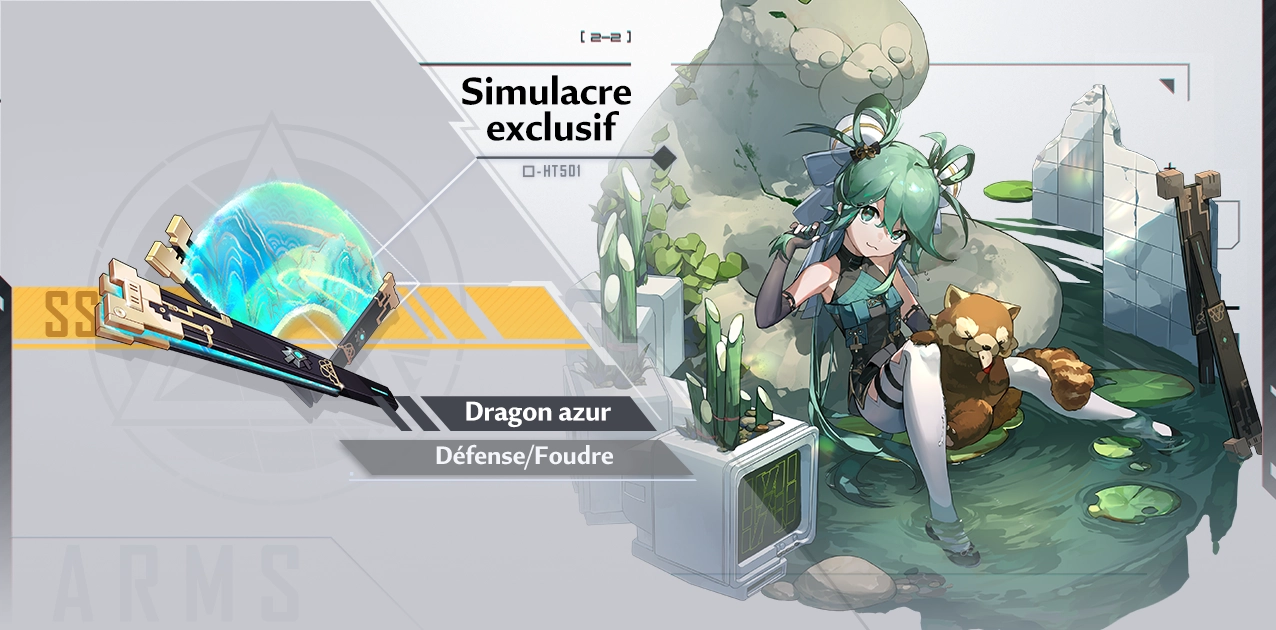 [ 2-2 ]
Simulacre
exclusif
-HT501
SS
Dragon azur
Défense/Foudre
ARMS